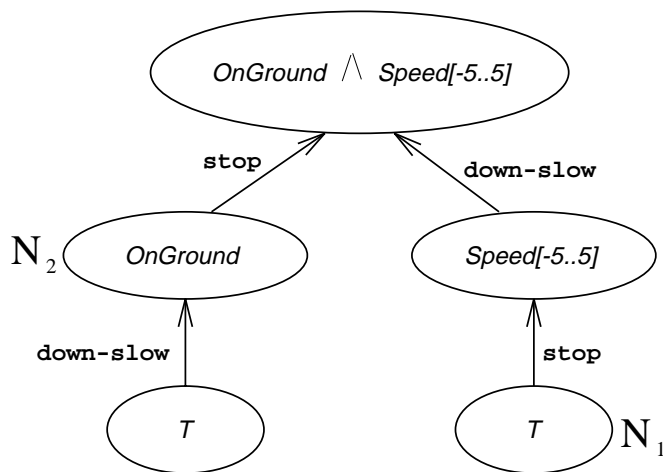 OnGround ∧ Speed[-5..5]
stop
down-slow
N₂
OnGround
Speed[-5..5]
down-slow
stop
T
T
N₁